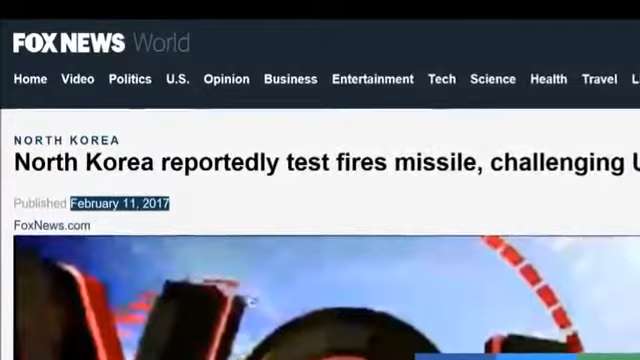 FOX NEWS World
Home Video Politics U.S. Opinion Business Entertainment Tech Science Health Travel
NORTH KOREA
North Korea reportedly test fires missile, challenging
Published February 11, 2017
FoxNews.com